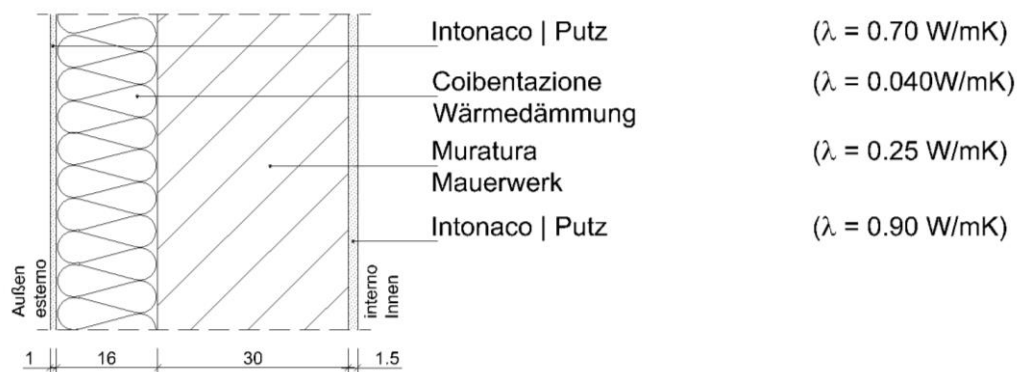 Intonaco | Putz (λ = 0.70 W/mK)
Coibentazione (λ = 0.040W/mK)
Wärmedämmung
Muratura (λ = 0.25 W/mK)
Mauerwerk
Intonaco | Putz (λ = 0.90 W/mK)
Außen
esterno
interno
Innen
1 16 30 1.5